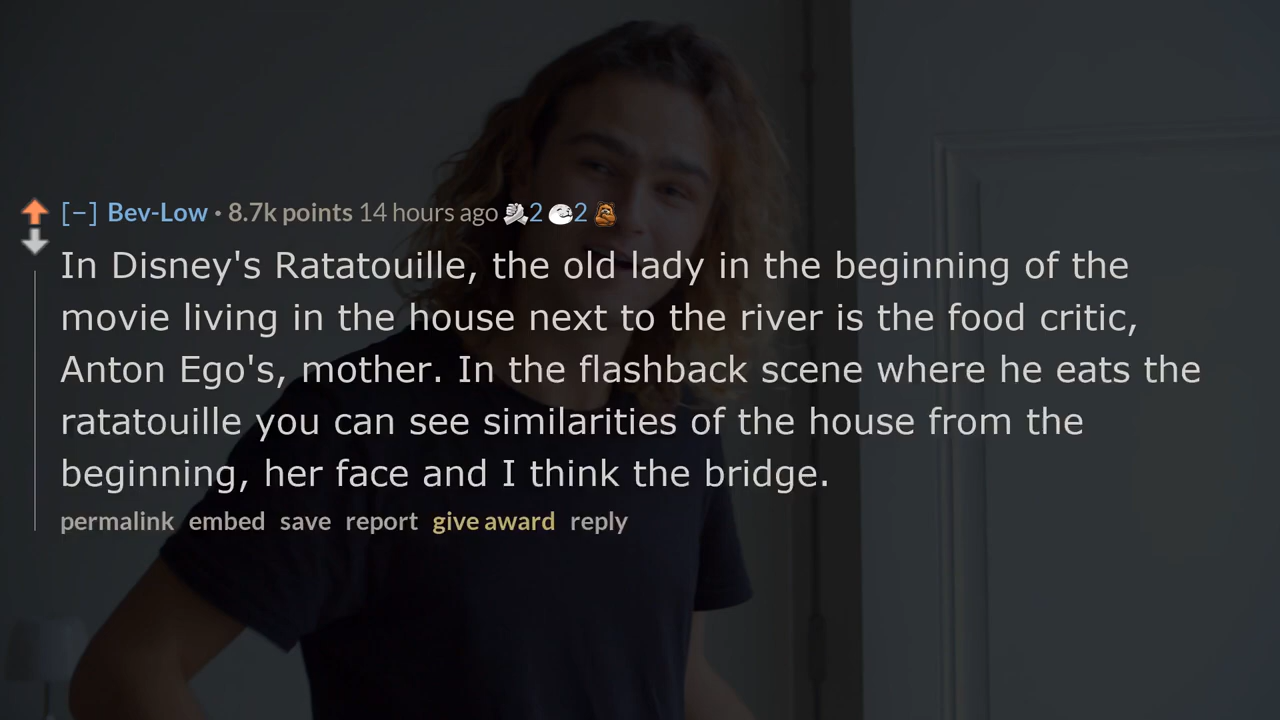 [−] Bev-Low • 8.7k points 14 hours ago 2 2
In Disney's Ratatouille, the old lady in the beginning of the
movie living in the house next to the river is the food critic,
Anton Ego's, mother. In the flashback scene where he eats the
ratatouille you can see similarities of the house from the
beginning, her face and I think the bridge.
permalink embed save report give award reply